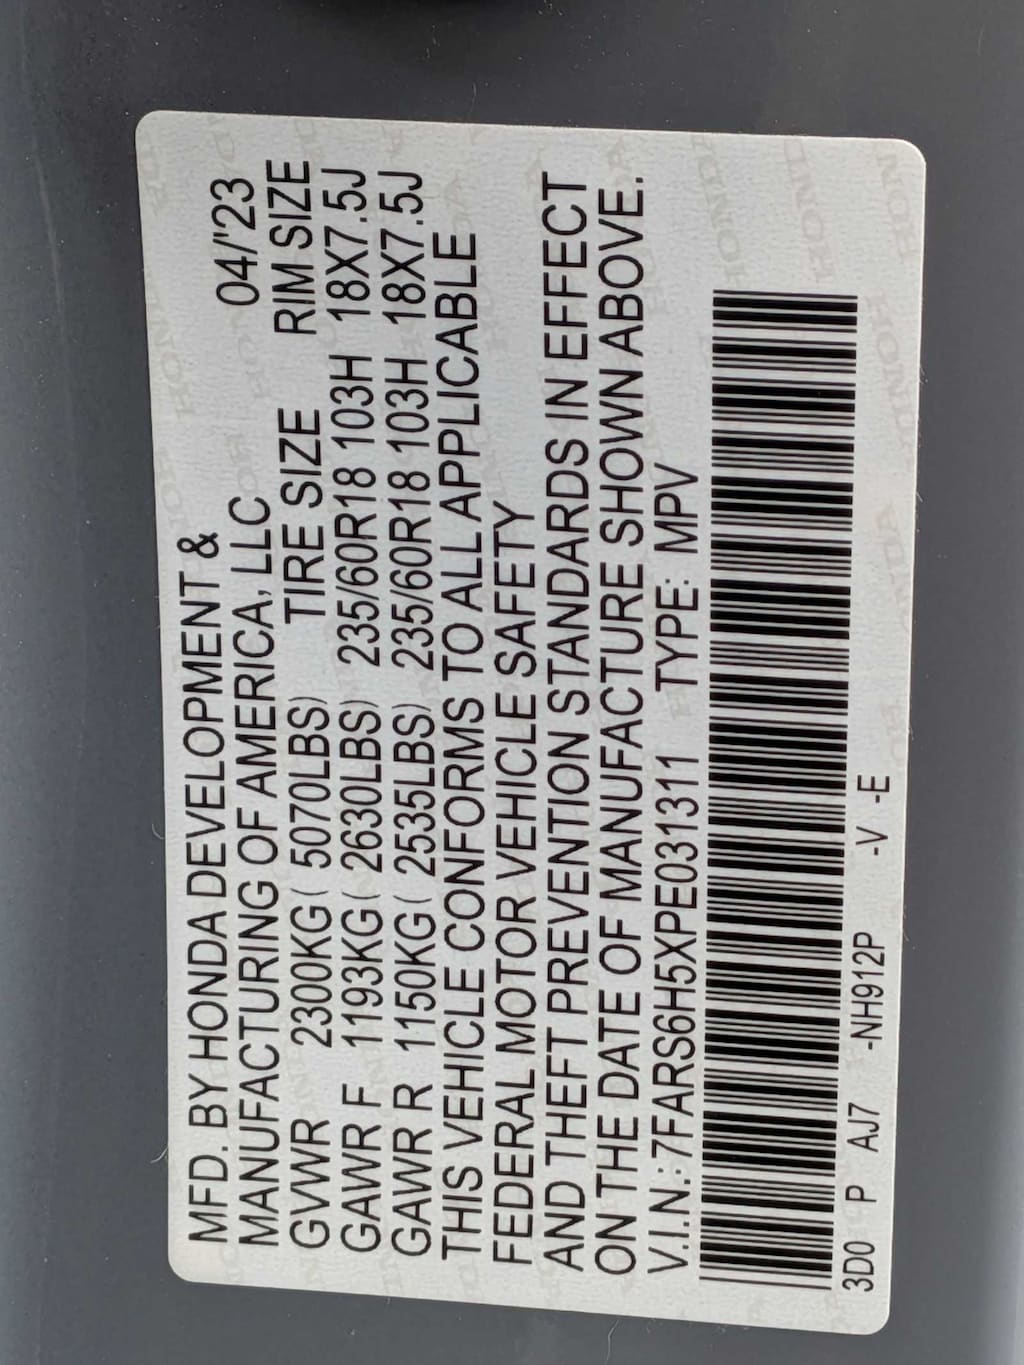 MFD. BY HONDA DEVELOPMENT &
MANUFACTURING OF AMERICA, LLC 04/'23
GVWR 2300KG( 5070LBS) TIRE SIZE RIM SIZE
GAWR F 1193KG( 2630LBS) 235/60R18 103H 18X7.5J
GAWR R 1150KG( 2535LBS) 235/60R18 103H 18X7.5J
THIS VEHICLE CONFORMS TO ALL APPLICABLE
FEDERAL MOTOR VEHICLE SAFETY
AND THEFT PREVENTION STANDARDS IN EFFECT
ON THE DATE OF MANUFACTURE SHOWN ABOVE.
V.I.N.: 7FARS6H5XPE031311 TYPE: MPV
3D0 P AJ7 -NH912P -V -E